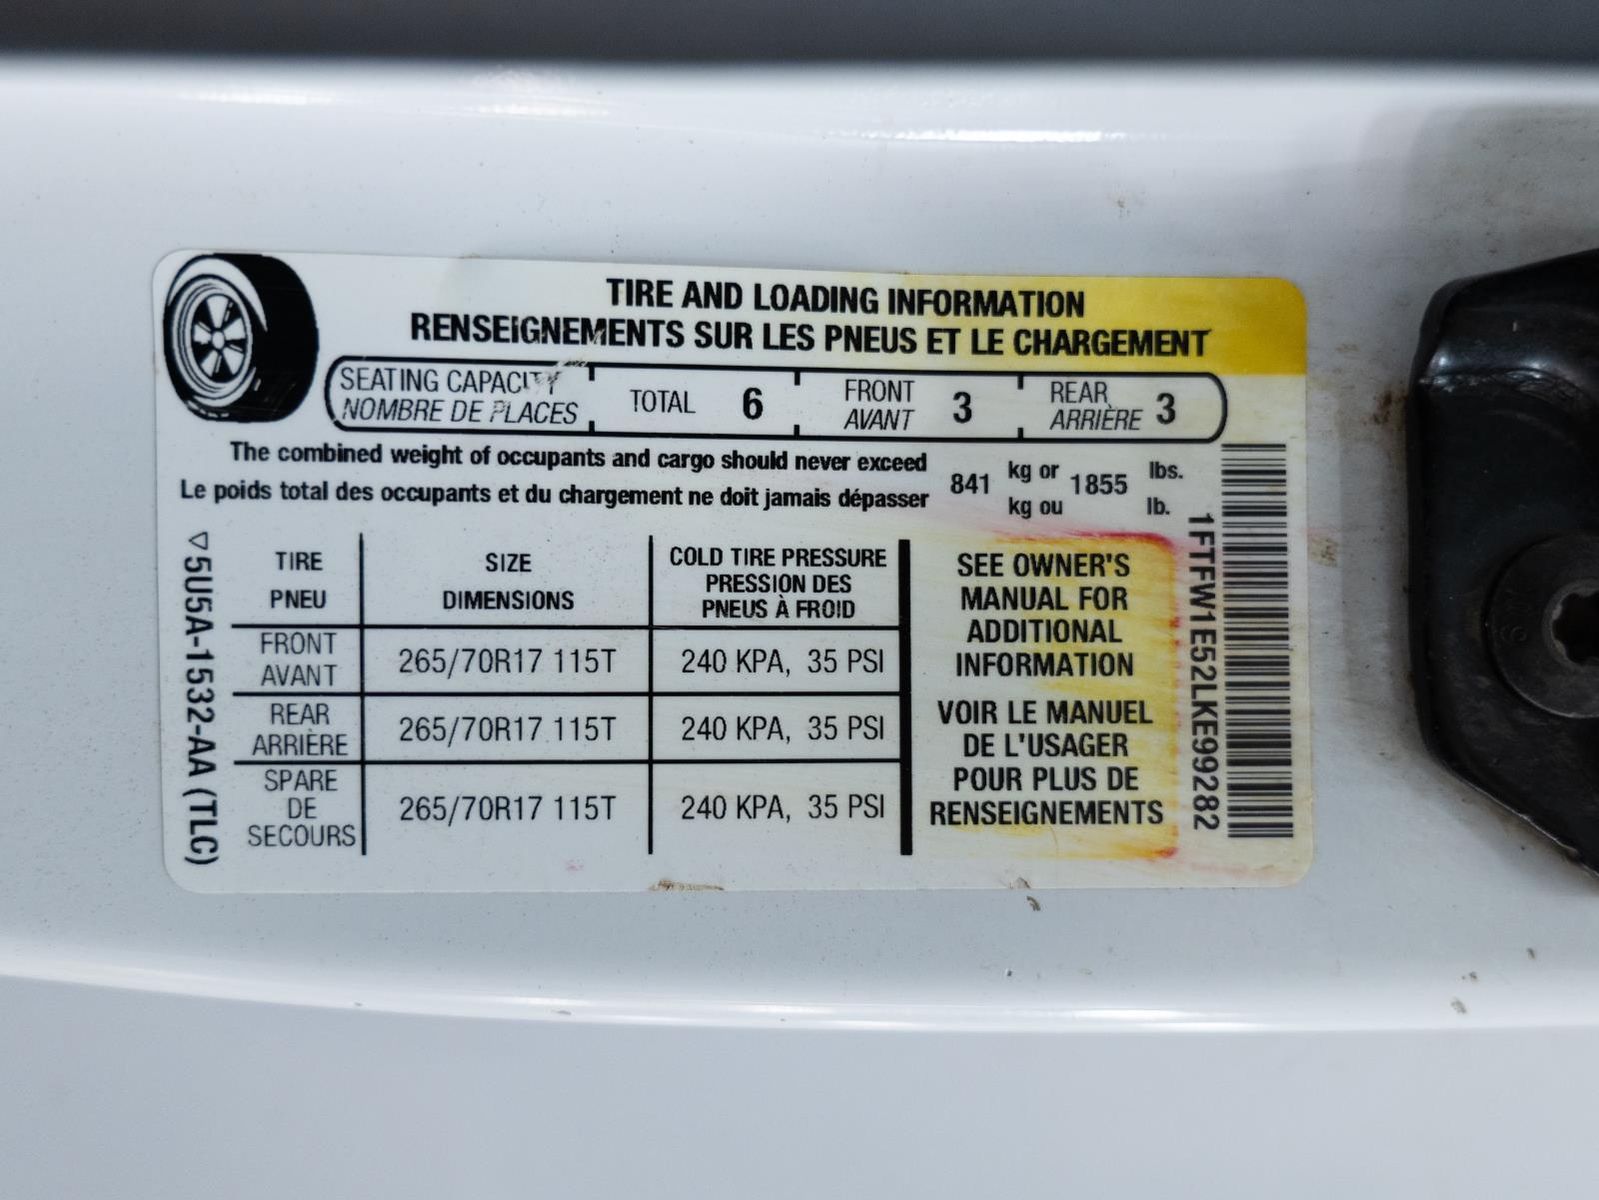 TIRE AND LOADING INFORMATION
RENSEIGNEMENTS SUR LES PNEUS ET LE CHARGEMENT
SEATING CAPACITY
NOMBRE DE PLACES
TOTAL 6
FRONT
AVANT 3
REAR
ARRIÈRE 3
The combined weight of occupants and cargo should never exceed
Le poids total des occupants et du chargement ne doit jamais dépasser
841 kg or 1855 lbs.
kg ou lb.
5U5A-1532-AA (TLC)
TIRE
PNEU
SIZE
DIMENSIONS
COLD TIRE PRESSURE
PRESSION DES
PNEUS À FROID
FRONT
AVANT
265/70R17 115T
240 KPA, 35 PSI
REAR
ARRIÈRE
265/70R17 115T
240 KPA, 35 PSI
SPARE
DE
SECOURS
265/70R17 115T
240 KPA, 35 PSI
SEE OWNER'S
MANUAL FOR
ADDITIONAL
INFORMATION
VOIR LE MANUEL
DE L'USAGER
POUR PLUS DE
RENSEIGNEMENTS
1FTFW1E52LKE99282